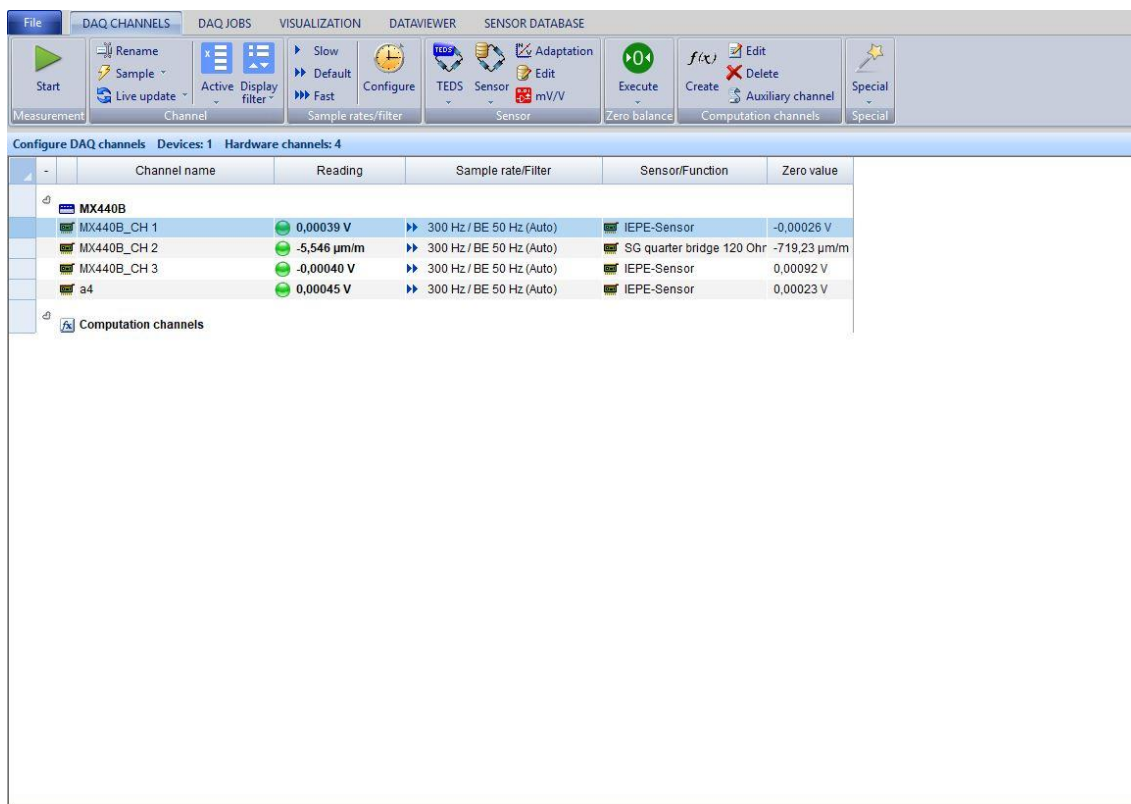 File DAQ CHANNELS DAQ JOBS VISUALIZATION DATAVIEWER SENSOR DATABASE
Start
Rename
Sample
Live update
Active Display filter
Slow
Default
Fast
Configure
TEDS
TEDS Sensor
Adaptation
Edit
mV/V
0
Execute
f(x)
Create
Edit
Delete
Auxiliary channel
Special
Measurement Channel Sample rates/filter Sensor Zero balance Computation channels Special
Configure DAQ channels Devices: 1 Hardware channels: 4
- Channel name Reading Sample rate/Filter Sensor/Function Zero value
MX440B
MX440B_CH 1 0,00039 V 300 Hz / BE 50 Hz (Auto) IEPE-Sensor -0,00026 V
MX440B_CH 2 -5,546 µm/m 300 Hz / BE 50 Hz (Auto) SG quarter bridge 120 Ohr -719,23 µm/m
MX440B_CH 3 -0,00040 V 300 Hz / BE 50 Hz (Auto) IEPE-Sensor 0,00092 V
a4 0,00045 V 300 Hz / BE 50 Hz (Auto) IEPE-Sensor 0,00023 V
fx Computation channels